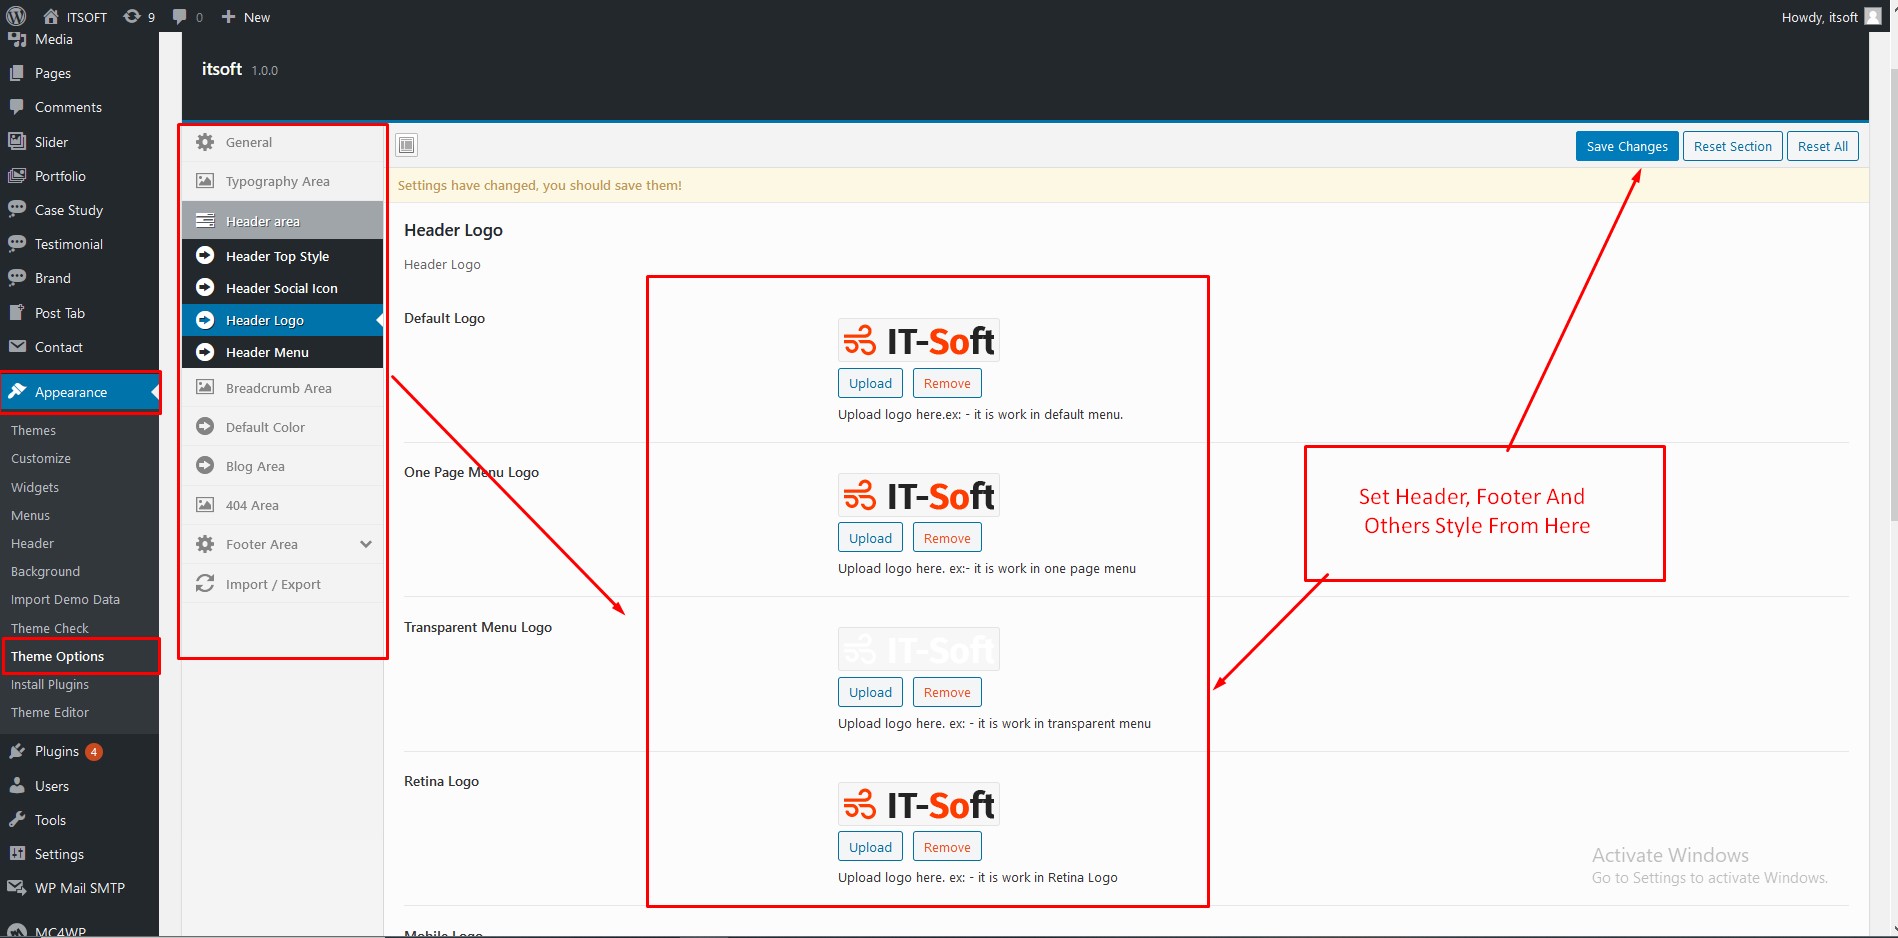 ITSOFT 9 0 New Howdy, itsoft
Media
Pages
Comments
Slider
Portfolio
Case Study
Testimonial
Brand
Post Tab
Contact
Appearance
Themes
Customize
Widgets
Menus
Header
Background
Import Demo Data
Theme Check
Theme Options
Install Plugins
Theme Editor
Plugins 4
Users
Tools
Settings
WP Mail SMTP
MC4WP
itsoft 1.0.0
General
Typography Area
Header area
Header Top Style
Header Social Icon
Header Logo
Header Menu
Breadcrumb Area
Default Color
Blog Area
404 Area
Footer Area
Import / Export
Save Changes Reset Section Reset All
Settings have changed, you should save them!
Header Logo
Header Logo
Default Logo
IT-Soft
Upload Remove
Upload logo here.ex: - it is work in default menu.
One Page Menu Logo
IT-Soft
Upload Remove
Upload logo here. ex:- it is work in one page menu
Transparent Menu Logo
IT-Soft
Upload Remove
Upload logo here. ex: - it is work in transparent menu
Retina Logo
IT-Soft
Upload Remove
Upload logo here. ex: - it is work in Retina Logo
Mobile Logo
Set Header, Footer And
Others Style From Here
Activate Windows
Go to Settings to activate Windows.